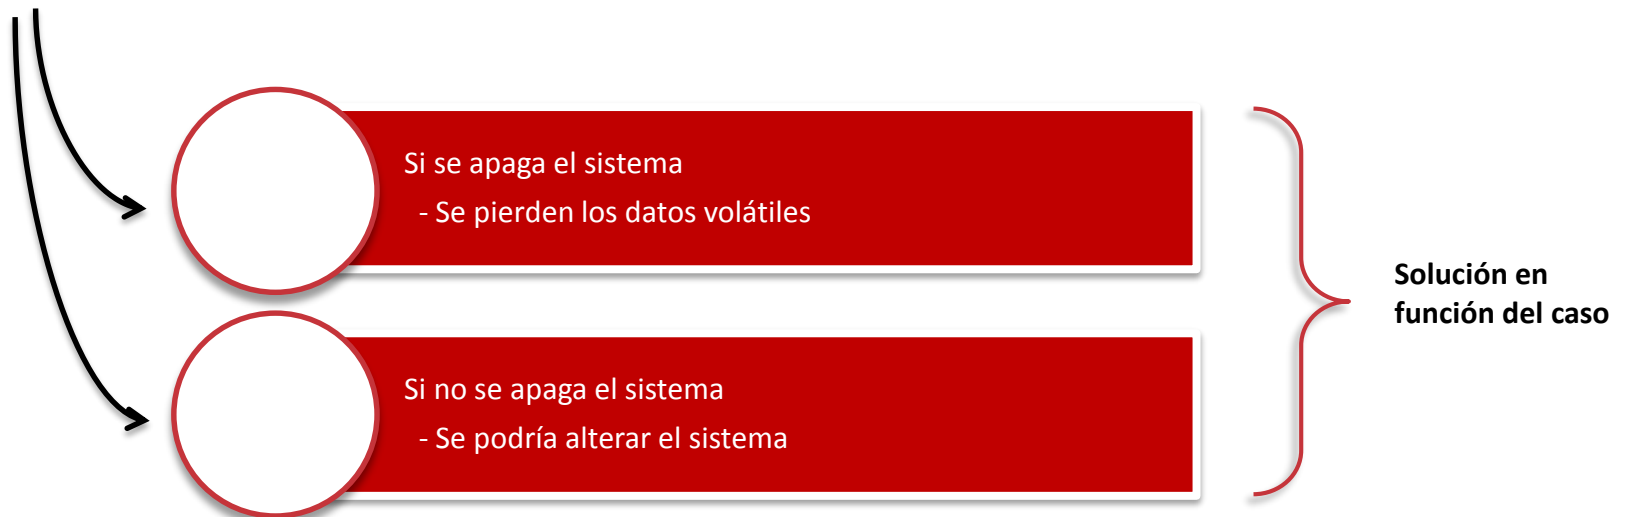 Si se apaga el sistema
- Se pierden los datos volátiles
Solución en
función del caso
Si no se apaga el sistema
- Se podría alterar el sistema